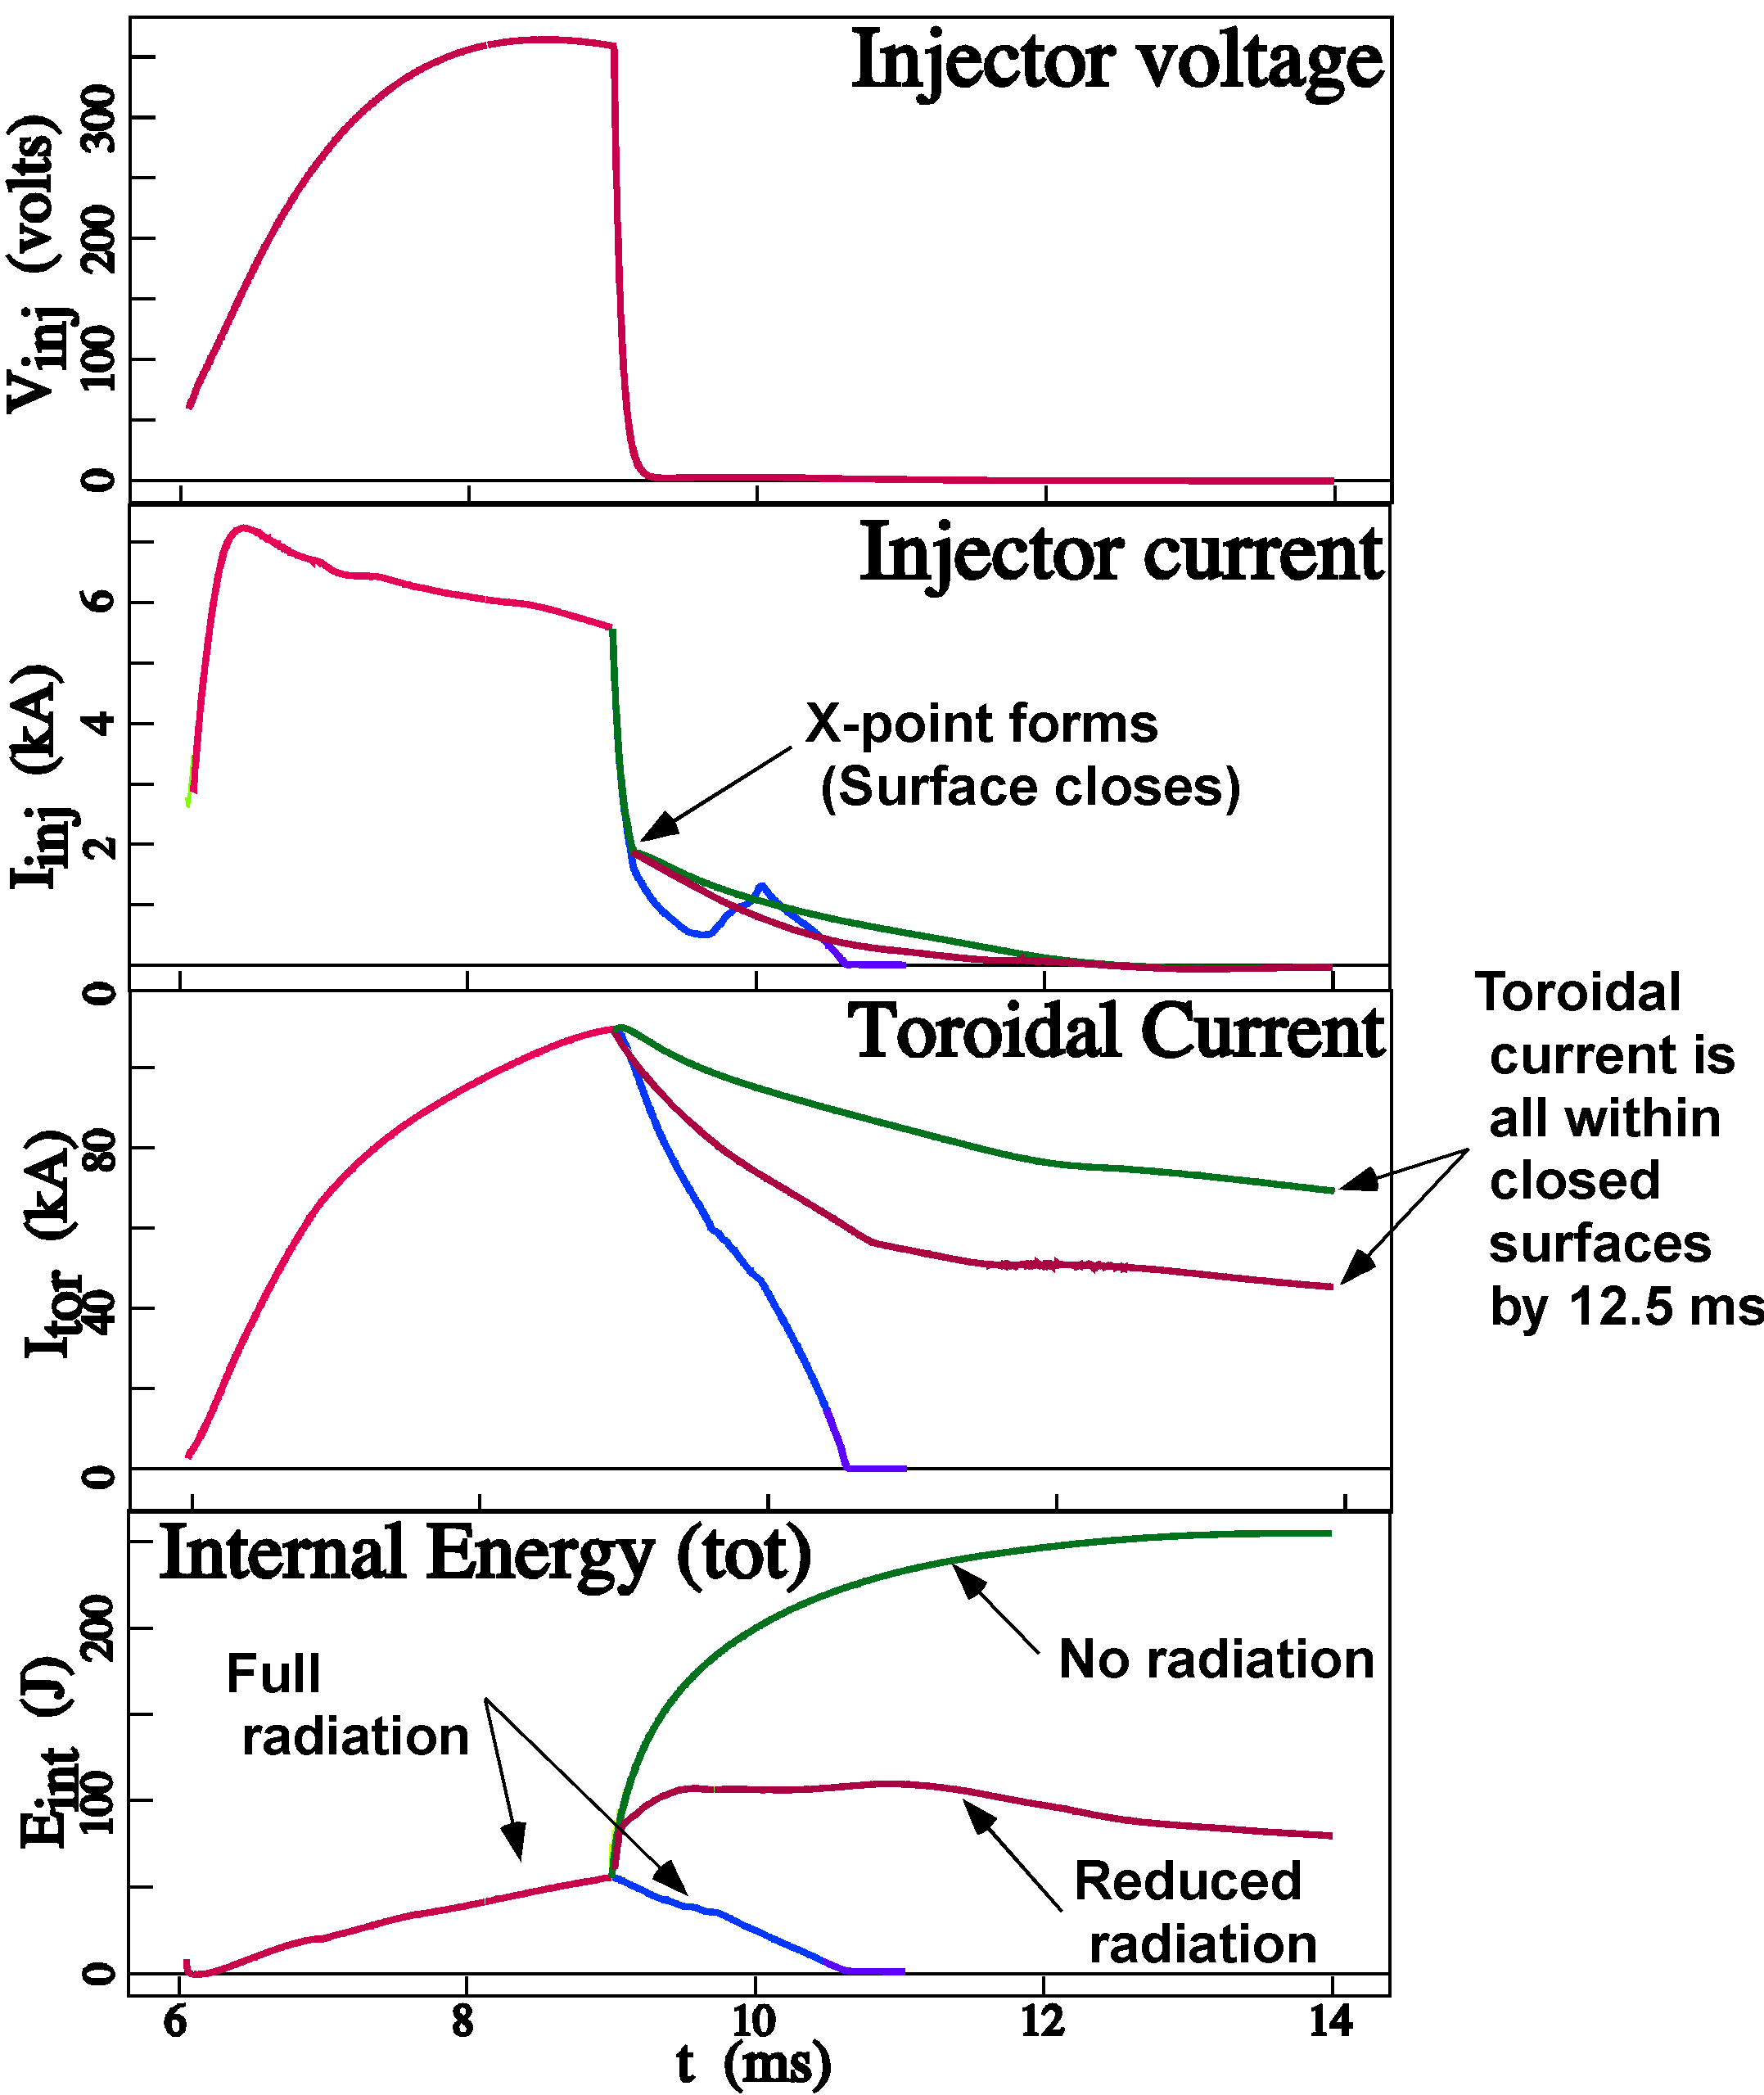 Injector voltage
V_inj (volts)
300
200
100
0
Injector current
I_inj (kA)
6
4
2
0
X-point forms
(Surface closes)
Toroidal Current
I_tor (kA)
80
40
0
Toroidal
current is
all within
closed
surfaces
by 12.5 ms
Internal Energy (tot)
E_int (J)
200
100
0
Full
radiation
No radiation
Reduced
radiation
6 8 10 12 14
t (ms)